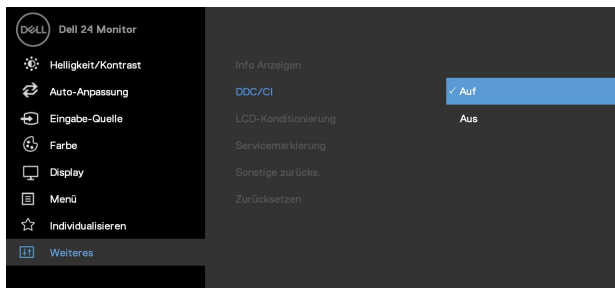 DELL Dell 24 Monitor
Helligkeit/Kontrast
Auto-Anpassung
Eingabe-Quelle
Farbe
Display
Menü
Individualisieren
Weiteres
Info Anzeigen
DDC/CI
LCD-Konditionierung
Servicemarkierung
Sonstige zurücks.
Zurücksetzen
Auf
Aus